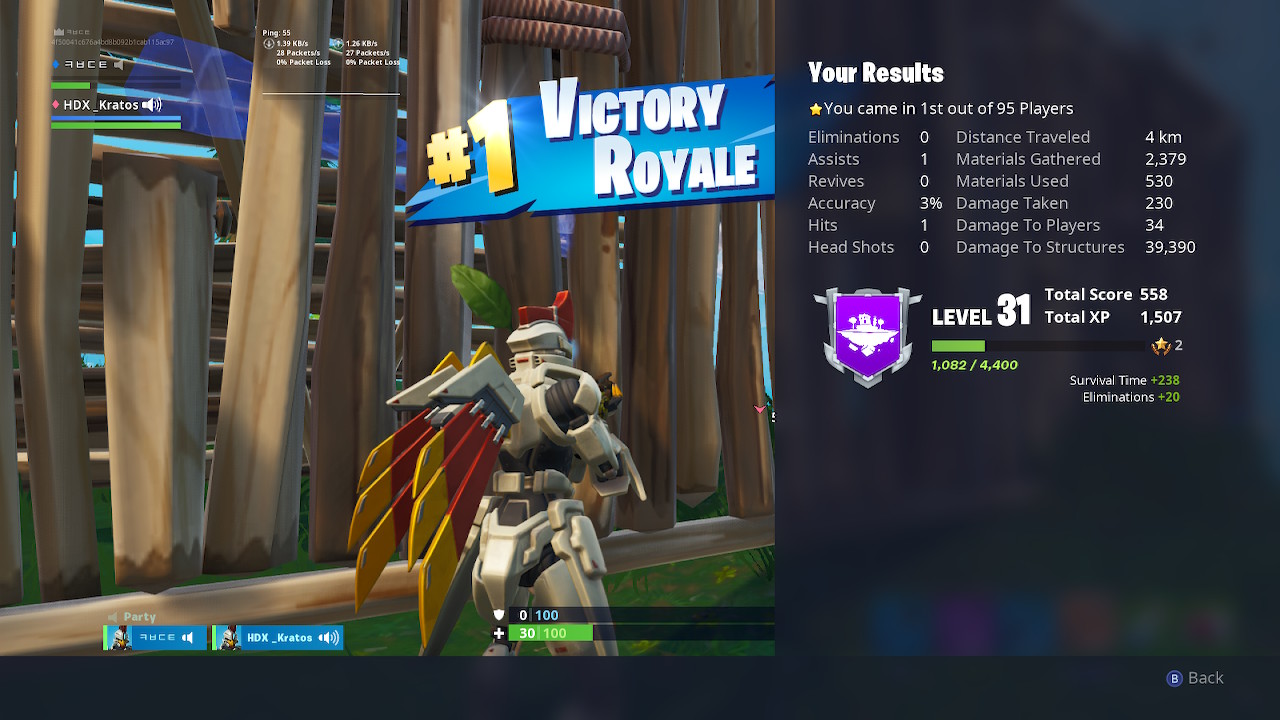 Ping: 55
1.39 KB/s 1.26 KB/s
28 Packets/s 27 Packets/s
0% Packet Loss 0% Packet Loss
ㅋㅂㄷㅌ
HDX_Kratos
#1 VICTORY ROYALE
Party
ㅋㅂㄷㅌ HDX_Kratos
0 | 100
30 | 100
Your Results
You came in 1st out of 95 Players
Eliminations 0 Distance Traveled 4 km
Assists 1 Materials Gathered 2,379
Revives 0 Materials Used 530
Accuracy 3% Damage Taken 230
Hits 1 Damage To Players 34
Head Shots 0 Damage To Structures 39,390
LEVEL 31
Total Score 558
Total XP 1,507
2
1,082 / 4,400
Survival Time +238
Eliminations +20
B Back